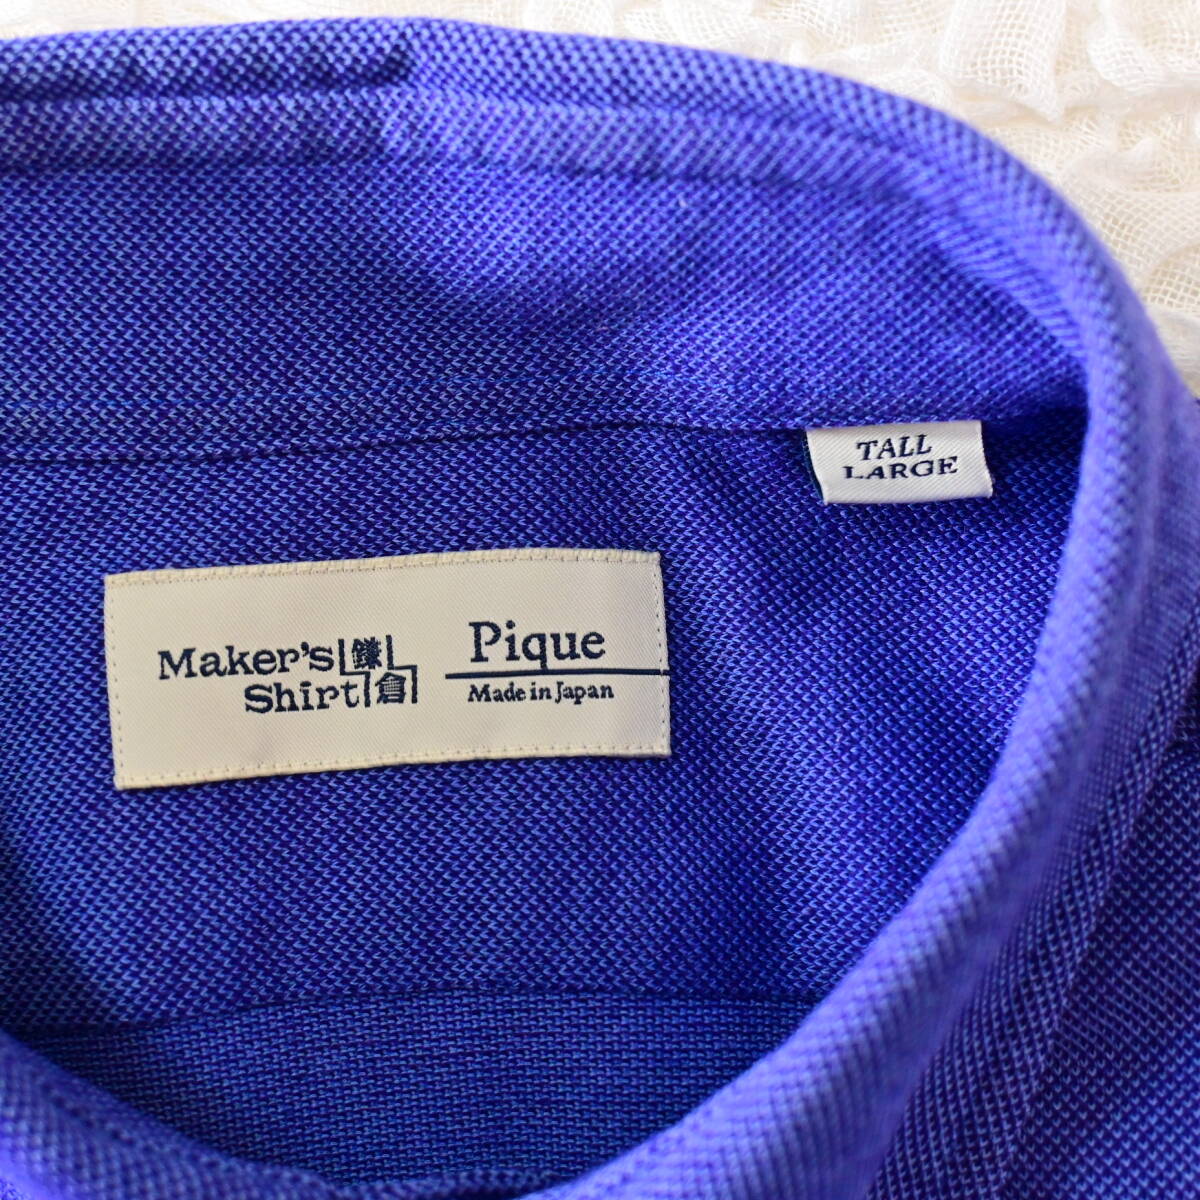 TALL
LARGE
Maker's 鎌
Shirt 倉
Pique
Made in Japan